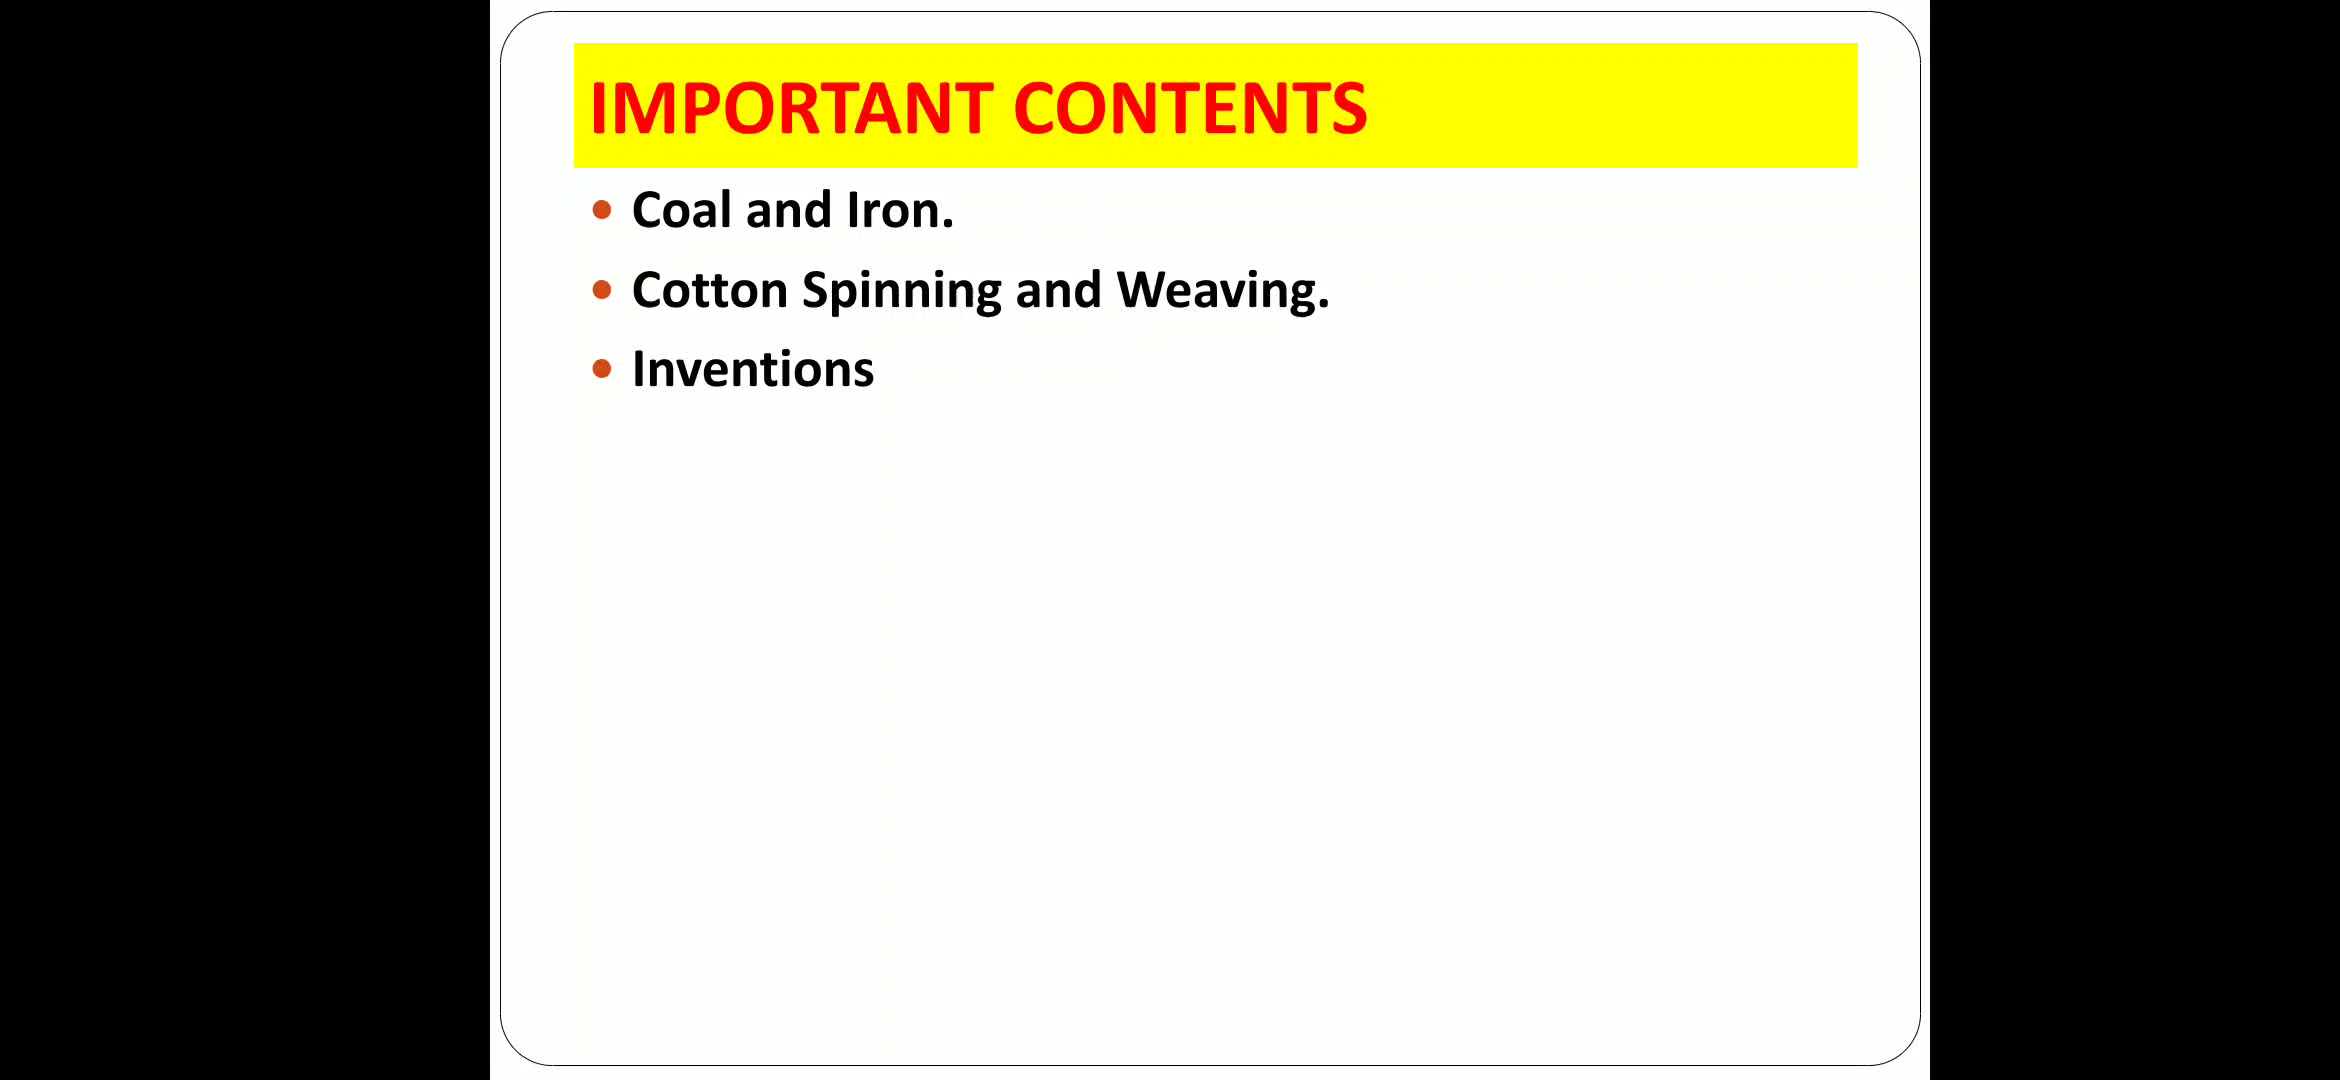 IMPORTANT CONTENTS
Coal and Iron.
Cotton Spinning and Weaving.
Inventions